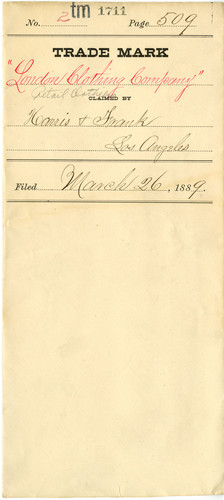 tm 1711
No. 2 Page 509
TRADE MARK
"London Clothing Company"
Retail Clothiers
CLAIMED BY
Harris & Frank
Los Angeles
Filed March 26, 1889.